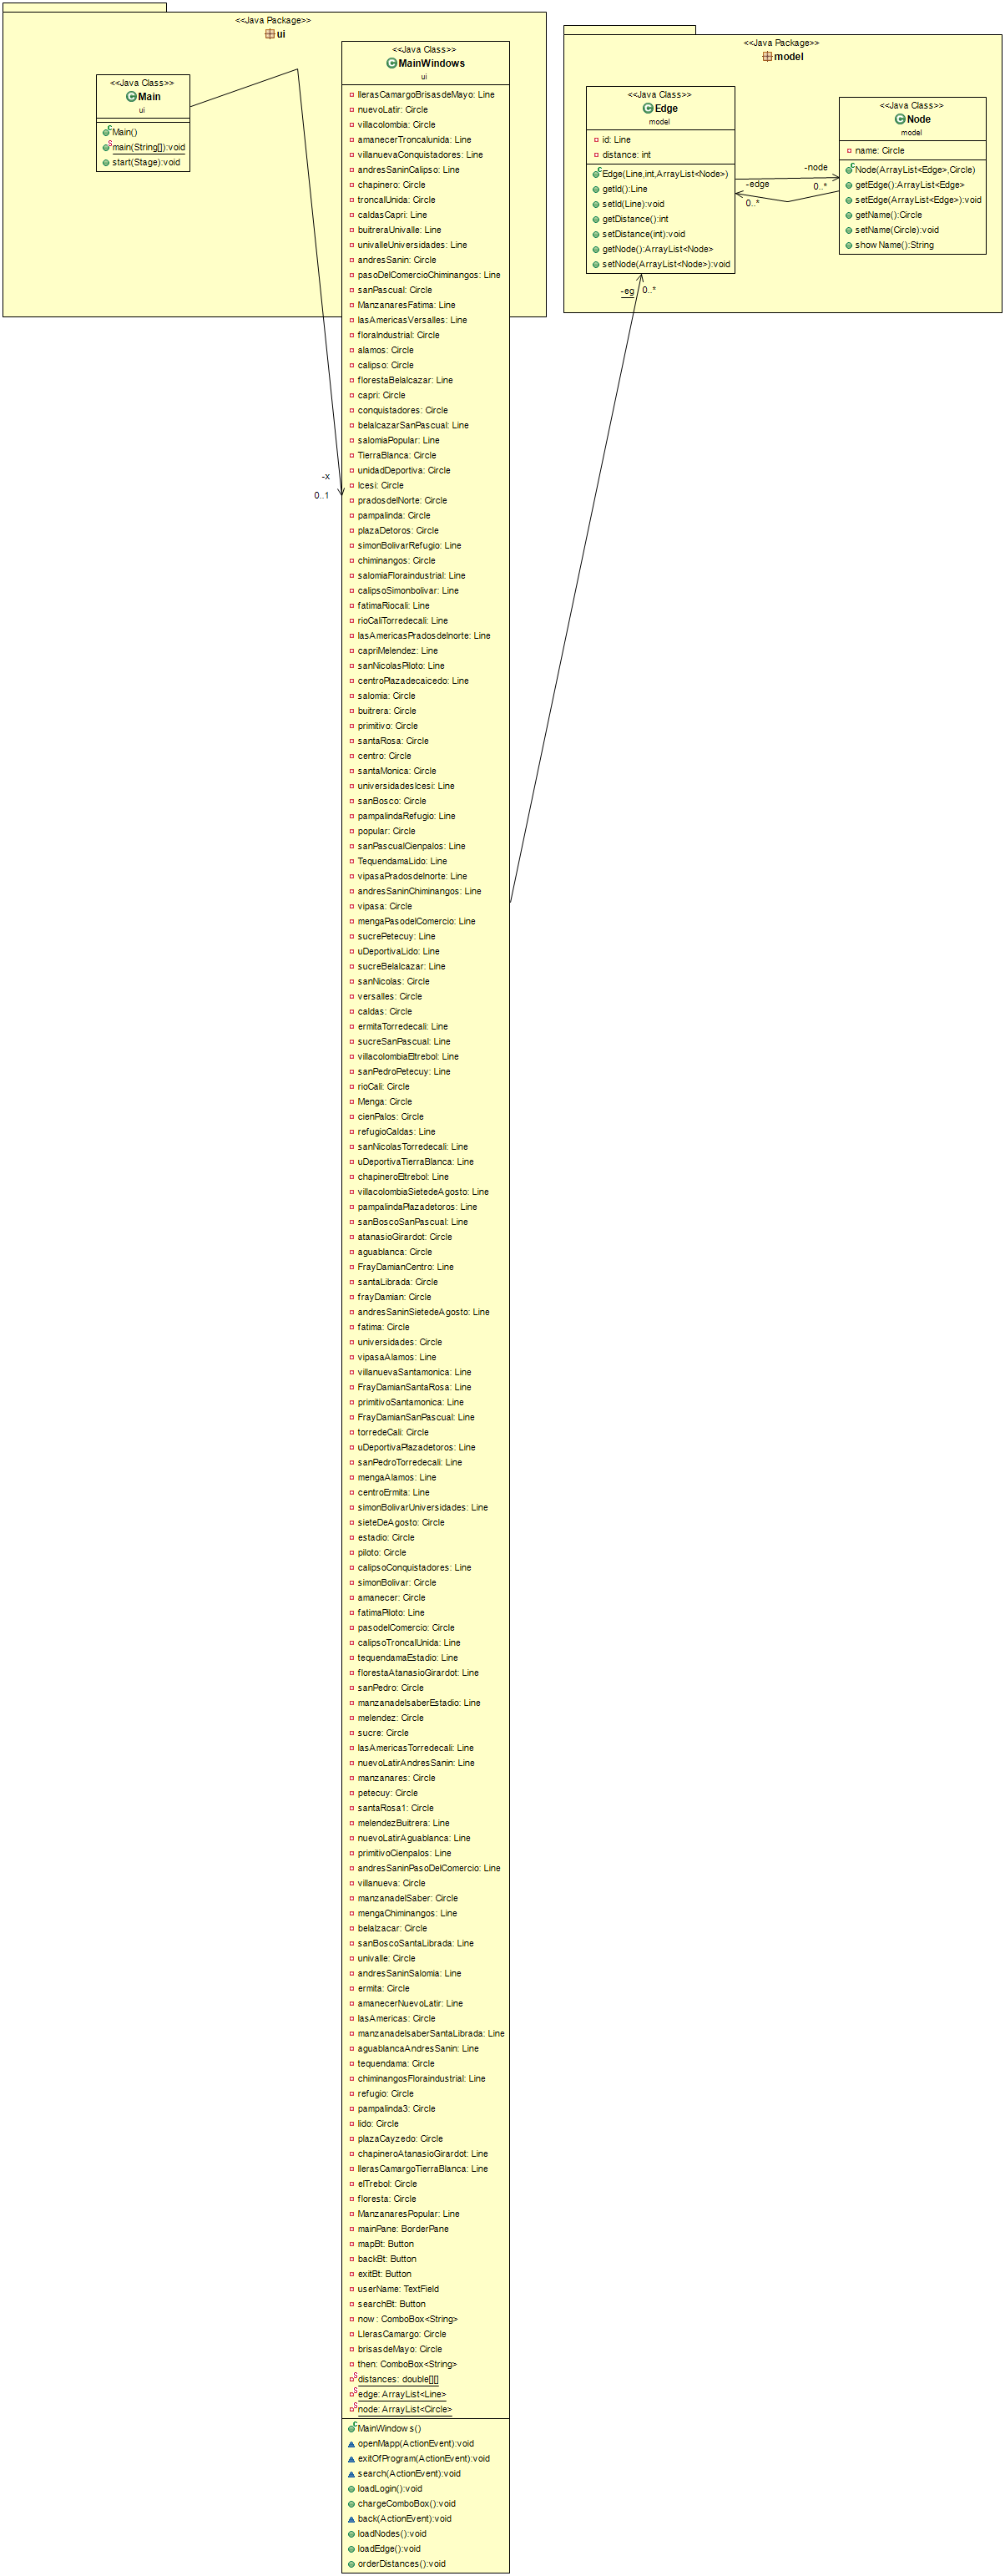 <<Java Package>>
ui
<<Java Class>>
Main
ui
Main()
main(String[]):void
start(Stage):void
<<Java Class>>
MainWindows
ui
llerasCamargoBrisasdeMayo: Line
nuevoLatir: Circle
villacolombia: Circle
amanecerTroncalunida: Line
villanuevaConquistadores: Line
andresSaninCalipso: Line
chapinero: Circle
troncalUnida: Circle
caldasCapri: Line
buitreraUnivalle: Line
univalleUniversidades: Line
andresSanin: Circle
pasoDelComercioChiminangos: Line
sanPascual: Circle
ManzanaresFatima: Line
lasAmericasVersalles: Line
floraIndustrial: Circle
alamos: Circle
calipso: Circle
florestaBelalcazar: Line
capri: Circle
conquistadores: Circle
belalcazarSanPascual: Line
salomiaPopular: Line
TierraBlanca: Circle
unidadDeportiva: Circle
Icesi: Circle
pradosdelNorte: Circle
pampalinda: Circle
plazaDetoros: Circle
simonBolivarRefugio: Line
chiminangos: Circle
salomiaFloraindustrial: Line
calipsoSimonbolivar: Line
fatimaRiocali: Line
rioCaliTorredecali: Line
lasAmericasPradosdelnorte: Line
capriMelendez: Line
sanNicolasPiloto: Line
centroPlazadecaicedo: Line
salomia: Circle
buitrera: Circle
primitivo: Circle
santaRosa: Circle
centro: Circle
santaMonica: Circle
universidadesIcesi: Line
sanBosco: Circle
pampalindaRefugio: Line
popular: Circle
sanPascualCienpalos: Line
TequendamaLido: Line
vipasaPradosdelnorte: Line
andresSaninChiminangos: Line
vipasa: Circle
mengaPasodelComercio: Line
sucrePetecuy: Line
uDeportivaLido: Line
sucreBelalcazar: Line
sanNicolas: Circle
versalles: Circle
caldas: Circle
ermitaTorredecali: Line
sucreSanPascual: Line
villacolombiaEltrebol: Line
sanPedroPetecuy: Line
rioCali: Circle
Menga: Circle
cienPalos: Circle
refugioCaldas: Line
sanNicolasTorredecali: Line
uDeportivaTierraBlanca: Line
chapineroEltrebol: Line
villacolombiaSietedeAgosto: Line
pampalindaPlazadetoros: Line
sanBoscoSanPascual: Line
atanasioGirardot: Circle
aguablanca: Circle
FrayDamianCentro: Line
santaLibrada: Circle
frayDamian: Circle
andresSaninSietedeAgosto: Line
fatima: Circle
universidades: Circle
vipasaAlamos: Line
villanuevaSantamonica: Line
FrayDamianSantaRosa: Line
primitivoSantamonica: Line
FrayDamianSanPascual: Line
torredeCali: Circle
uDeportivaPlazadetoros: Line
sanPedroTorredecali: Line
mengaAlamos: Line
centroErmita: Line
simonBolivarUniversidades: Line
sieteDeAgosto: Circle
estadio: Circle
piloto: Circle
calipsoConquistadores: Line
simonBolivar: Circle
amanecer: Circle
fatimaPiloto: Line
pasodelComercio: Circle
calipsoTroncalUnida: Line
tequendamaEstadio: Line
florestaAtanasioGirardot: Line
sanPedro: Circle
manzanadelsaberEstadio: Line
melendez: Circle
sucre: Circle
lasAmericasTorredecali: Line
nuevoLatirAndresSanin: Line
manzanares: Circle
petecuy: Circle
santaRosa1: Circle
melendezBuitrera: Line
nuevoLatirAguablanca: Line
primitivoCienpalos: Line
andresSaninPasoDelComercio: Line
villanueva: Circle
manzanadelSaber: Circle
mengaChiminangos: Line
belalzacar: Circle
sanBoscoSantaLibrada: Line
univalle: Circle
andresSaninSalomia: Line
ermita: Circle
amanecerNuevoLatir: Line
lasAmericas: Circle
manzanadelsaberSantaLibrada: Line
aguablancaAndresSanin: Line
tequendama: Circle
chiminangosFloraindustrial: Line
refugio: Circle
pampalinda3: Circle
lido: Circle
plazaCayzedo: Circle
chapineroAtanasioGirardot: Line
llerasCamargoTierraBlanca: Line
elTrebol: Circle
floresta: Circle
ManzanaresPopular: Line
mainPane: BorderPane
mapBt: Button
backBt: Button
exitBt: Button
userName: TextField
searchBt: Button
now: ComboBox<String>
LlerasCamargo: Circle
brisasdeMayo: Circle
then: ComboBox<String>
distances: double[][]
edge: ArrayList<Line>
node: ArrayList<Circle>
MainWindows()
openMapp(ActionEvent):void
exitOfProgram(ActionEvent):void
search(ActionEvent):void
loadLogin():void
chargeComboBox():void
back(ActionEvent):void
loadNodes():void
loadEdge():void
orderDistances():void
-x
0..1
<<Java Package>>
model
<<Java Class>>
Edge
model
id: Line
distance: int
Edge(Line,int,ArrayList<Node>)
getId():Line
setId(Line):void
getDistance():int
setDistance(int):void
getNode():ArrayList<Node>
setNode(ArrayList<Node>):void
-node
0..*
-edge
0..*
-eg
0..*
<<Java Class>>
Node
model
name: Circle
Node(ArrayList<Edge>,Circle)
getEdge():ArrayList<Edge>
setEdge(ArrayList<Edge>):void
getName():Circle
setName(Circle):void
showName():String